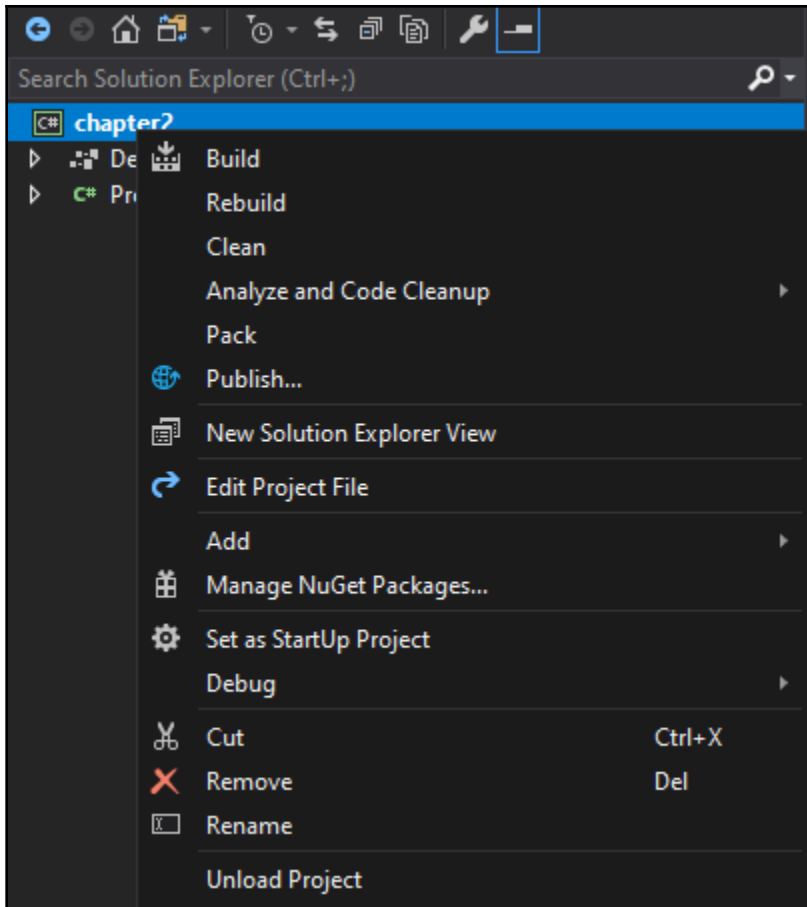 Search Solution Explorer (Ctrl+;)
C# chapter2
De
C# Pr
Build
Rebuild
Clean
Analyze and Code Cleanup
Pack
Publish...
New Solution Explorer View
Edit Project File
Add
Manage NuGet Packages...
Set as StartUp Project
Debug
Cut Ctrl+X
Remove Del
Rename
Unload Project